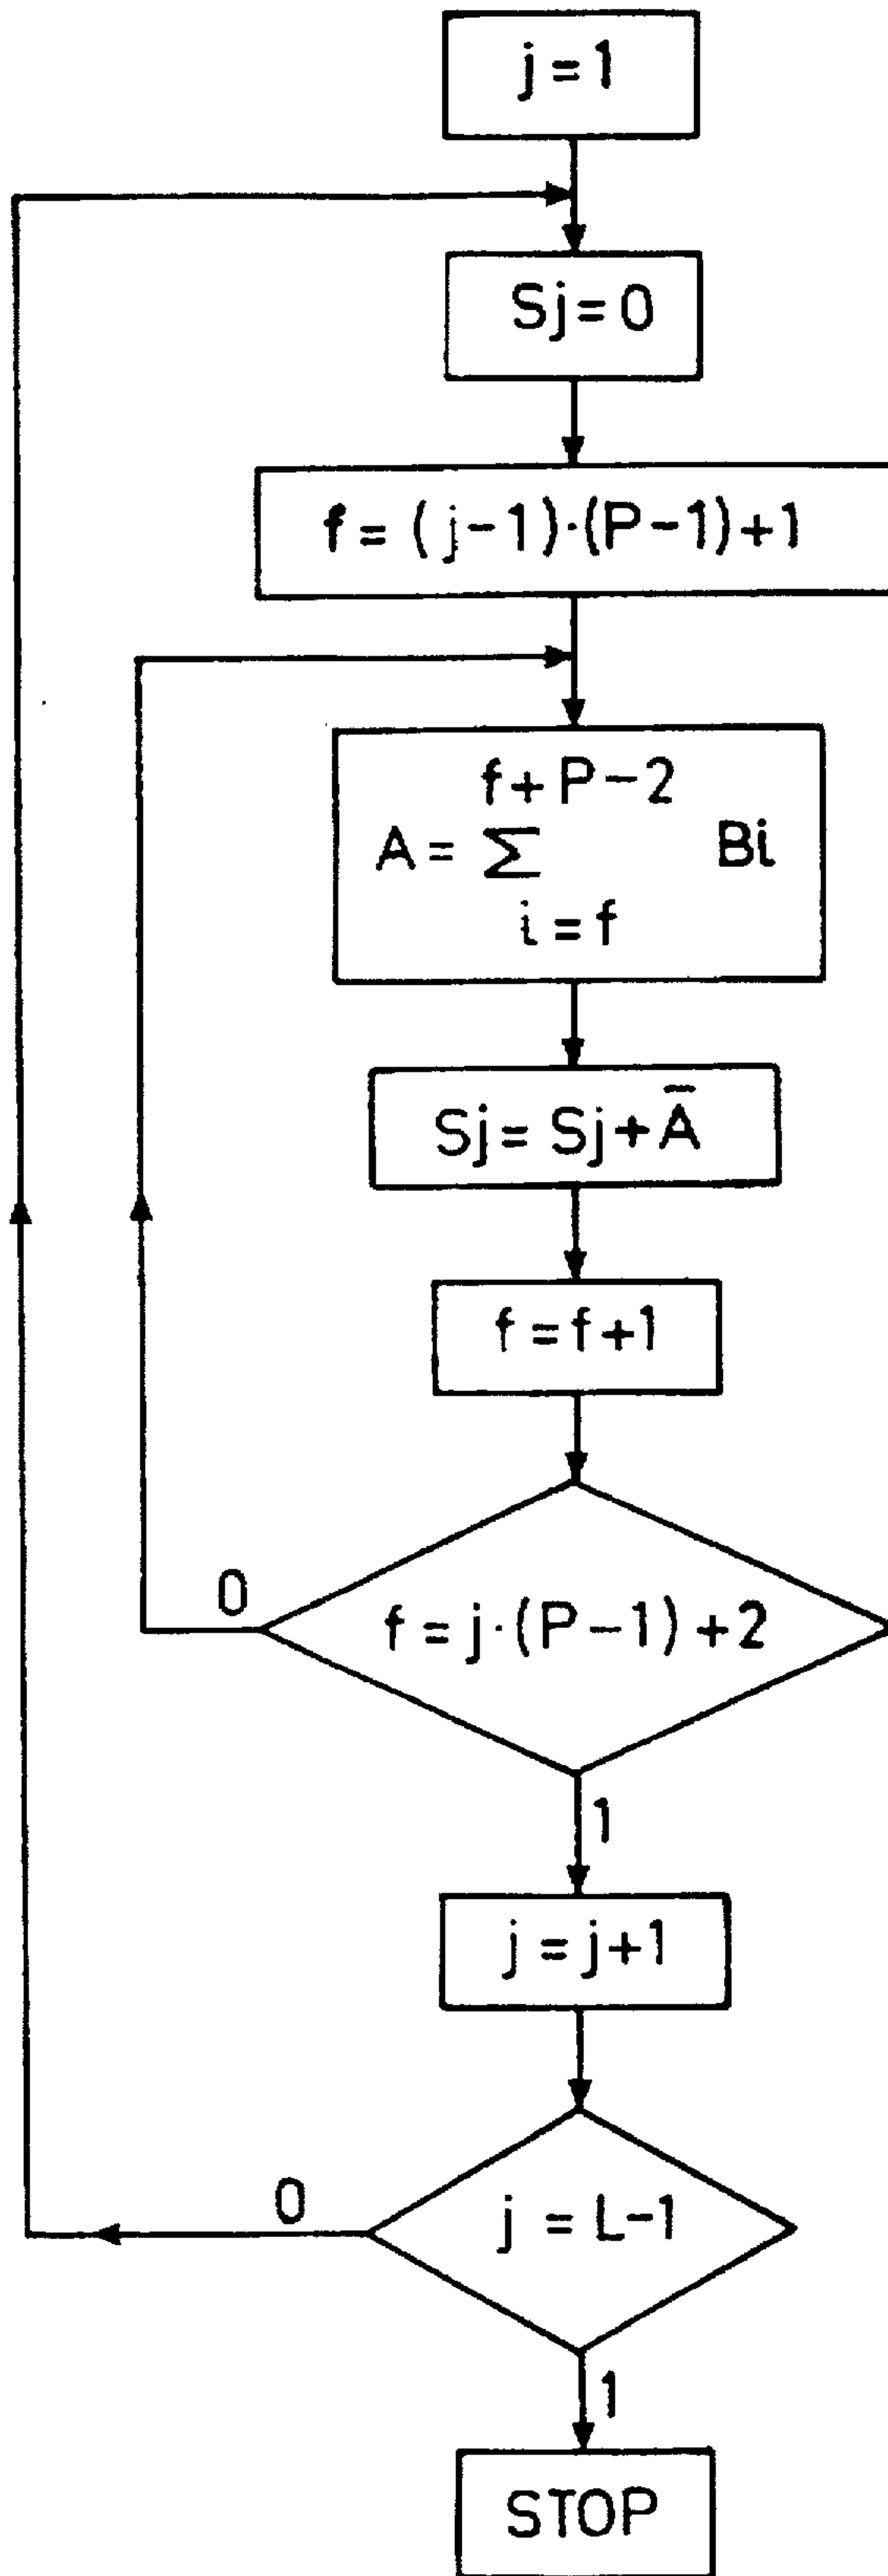 j = 1
Sj = 0
f = (j-1)·(P-1)+1
f + P - 2
A = Σ Bi
i = f
Sj = Sj + Ā
f = f + 1
0
f = j·(P-1) + 2
1
j = j+1
0
j = L-1
1
STOP